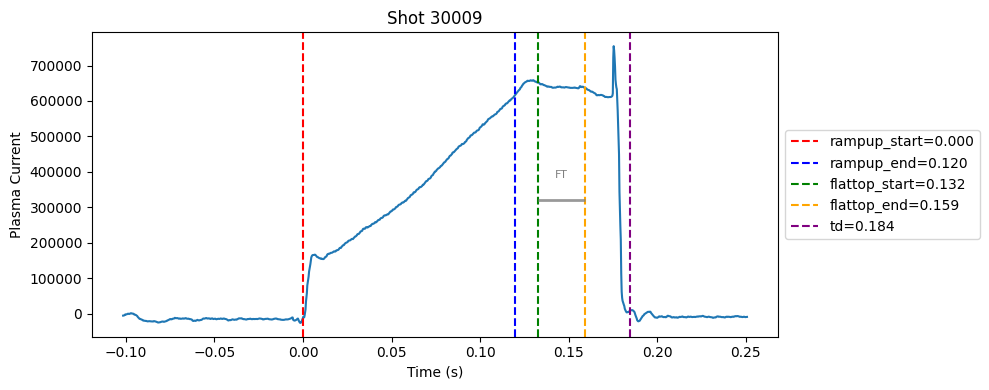 Shot 30009
Plasma Current
700000
600000
500000
400000
300000
200000
100000
0
FT
−0.10
−0.05
0.00
0.05
0.10
0.15
0.20
0.25
Time (s)
rampup_start=0.000
rampup_end=0.120
flattop_start=0.132
flattop_end=0.159
td=0.184